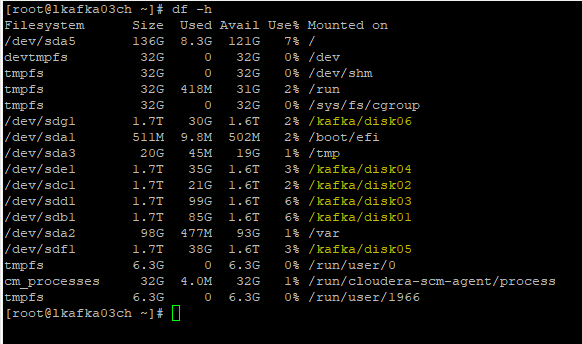 [root@lkafka03ch ~]# df -h
Filesystem      Size  Used Avail Use% Mounted on
/dev/sda5       136G  8.3G  121G   7% /
devtmpfs         32G     0   32G   0% /dev
tmpfs            32G     0   32G   0% /dev/shm
tmpfs            32G  418M   31G   2% /run
tmpfs            32G     0   32G   0% /sys/fs/cgroup
/dev/sdg1       1.7T   30G  1.6T   2% /kafka/disk06
/dev/sda1       511M  9.8M  502M   2% /boot/efi
/dev/sda3        20G   45M   19G   1% /tmp
/dev/sde1       1.7T   35G  1.6T   3% /kafka/disk04
/dev/sdc1       1.7T   21G  1.6T   2% /kafka/disk02
/dev/sdd1       1.7T   99G  1.6T   6% /kafka/disk03
/dev/sdb1       1.7T   85G  1.6T   6% /kafka/disk01
/dev/sda2        98G  477M   93G   1% /var
/dev/sdf1       1.7T   38G  1.6T   3% /kafka/disk05
tmpfs           6.3G     0  6.3G   0% /run/user/0
cm_processes     32G  4.0M   32G   1% /run/cloudera-scm-agent/process
tmpfs           6.3G     0  6.3G   0% /run/user/1966
[root@lkafka03ch ~]#